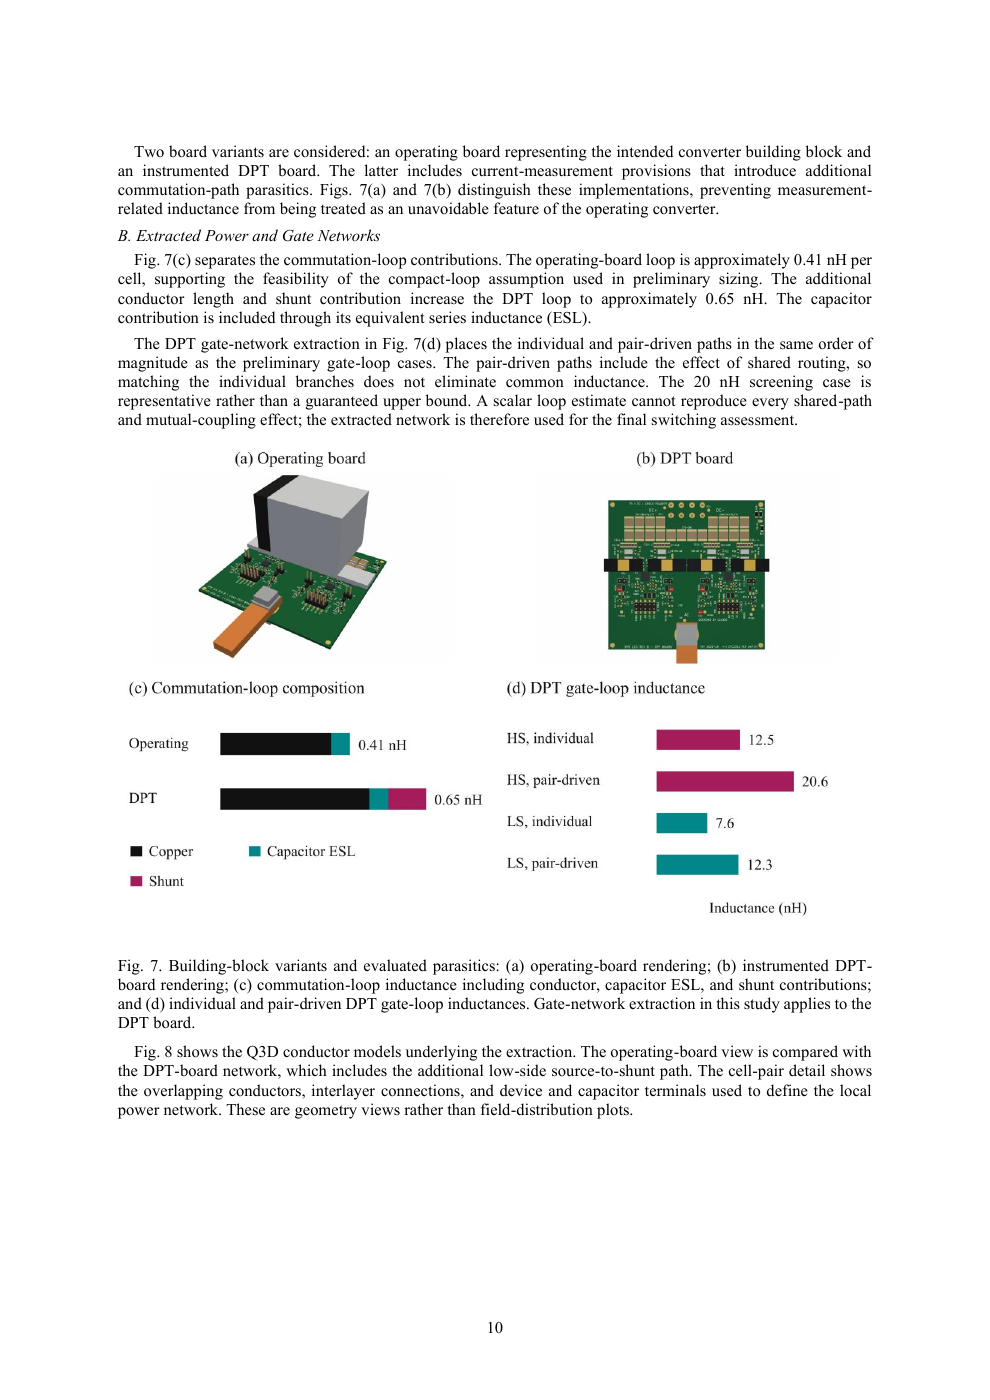 Two board variants are considered: an operating board representing the intended converter building block and
an instrumented DPT board. The latter includes current-measurement provisions that introduce additional
commutation-path parasitics. Figs. 7(a) and 7(b) distinguish these implementations, preventing measurement-
related inductance from being treated as an unavoidable feature of the operating converter.
B. Extracted Power and Gate Networks
Fig. 7(c) separates the commutation-loop contributions. The operating-board loop is approximately 0.41 nH per
cell, supporting the feasibility of the compact-loop assumption used in preliminary sizing. The additional
conductor length and shunt contribution increase the DPT loop to approximately 0.65 nH. The capacitor
contribution is included through its equivalent series inductance (ESL).
The DPT gate-network extraction in Fig. 7(d) places the individual and pair-driven paths in the same order of
magnitude as the preliminary gate-loop cases. The pair-driven paths include the effect of shared routing, so
matching the individual branches does not eliminate common inductance. The 20 nH screening case is
representative rather than a guaranteed upper bound. A scalar loop estimate cannot reproduce every shared-path
and mutual-coupling effect; the extracted network is therefore used for the final switching assessment.
(a) Operating board
(b) DPT board
(c) Commutation-loop composition
Operating
0.41 nH
DPT
0.65 nH
Copper
Capacitor ESL
Shunt
(d) DPT gate-loop inductance
HS, individual
12.5
HS, pair-driven
20.6
LS, individual
7.6
LS, pair-driven
12.3
Inductance (nH)
Fig. 7. Building-block variants and evaluated parasitics: (a) operating-board rendering; (b) instrumented DPT-
board rendering; (c) commutation-loop inductance including conductor, capacitor ESL, and shunt contributions;
and (d) individual and pair-driven DPT gate-loop inductances. Gate-network extraction in this study applies to the
DPT board.
Fig. 8 shows the Q3D conductor models underlying the extraction. The operating-board view is compared with
the DPT-board network, which includes the additional low-side source-to-shunt path. The cell-pair detail shows
the overlapping conductors, interlayer connections, and device and capacitor terminals used to define the local
power network. These are geometry views rather than field-distribution plots.
10